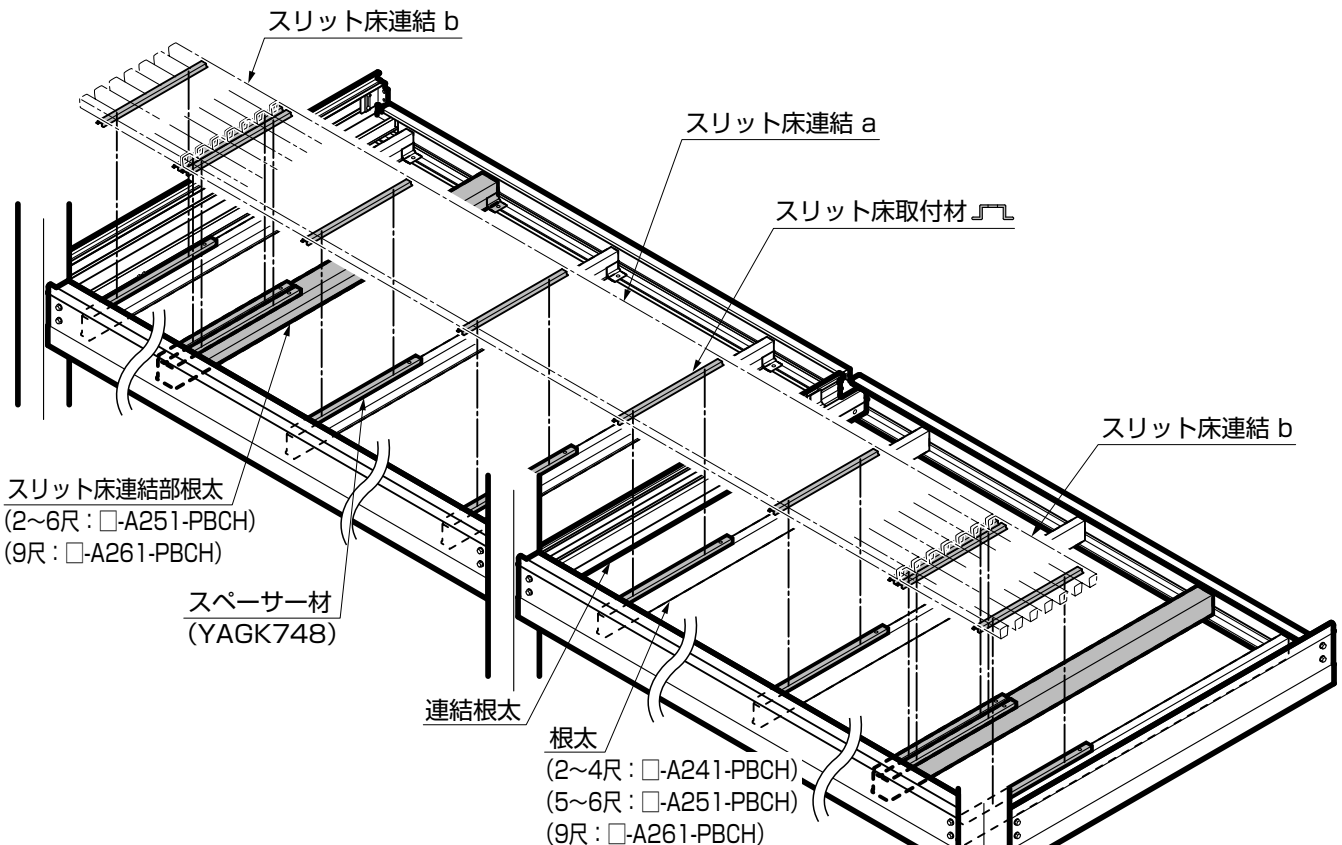 スリット床連結 b
スリット床連結 a
スリット床取付材
スリット床連結 b
スリット床連結部根太
(2〜6尺：□-A251-PBCH)
(9尺：□-A261-PBCH)
スペーサー材
(YAGK748)
連結根太
根太
(2〜4尺：□-A241-PBCH)
(5〜6尺：□-A251-PBCH)
(9尺：□-A261-PBCH)